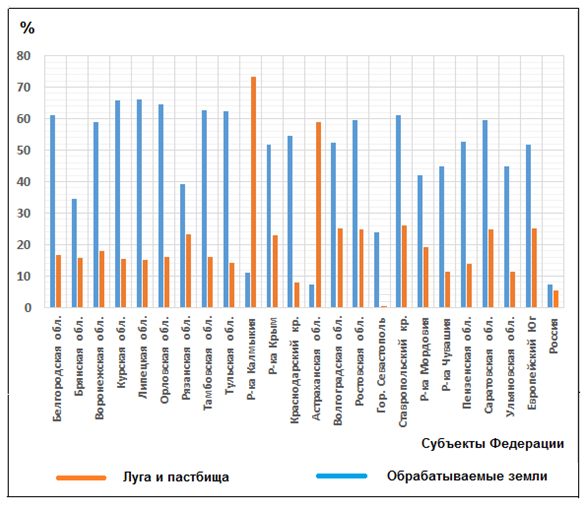 %
80
70
60
50
40
30
20
10
0
Белгородская обл.
Брянская обл.
Воронежская обл.
Курская обл.
Липецкая обл.
Орловская обл.
Рязанская обл.
Тамбовская обл.
Тульская обл.
Р-ка Калмыкия
Р-ка Крым
Краснодарский кр.
Астраханская обл.
Волгоградская обл.
Ростовская обл.
Гор. Севастополь
Ставропольский кр.
Р-ка Мордовия
Р-ка Чувашия
Пензенская обл.
Саратовская обл.
Ульяновская обл.
Европейский Юг
Россия
Субъекты Федерации
Луга и пастбища
Обрабатываемые земли